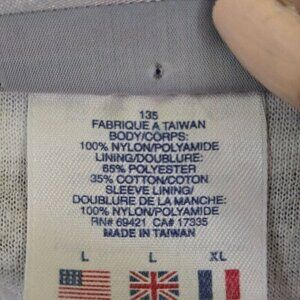 135
FABRIQUE A TAIWAN
BODY/CORPS:
100% NYLON/POLYAMIDE
LINING/DOUBLURE:
65% POLYESTER
35% COTTON/COTON
SLEEVE LINING/
DOUBLURE DE LA MANCHE:
100% NYLON/POLYAMIDE
RN# 69421 CA# 17335
MADE IN TAIWAN
L L XL